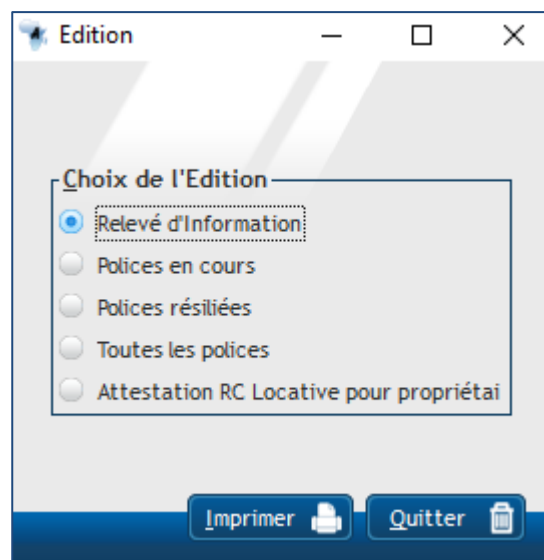 Edition
Choix de l'Edition
Relevé d'Information
Polices en cours
Polices résiliées
Toutes les polices
Attestation RC Locative pour propriétai
Imprimer
Quitter